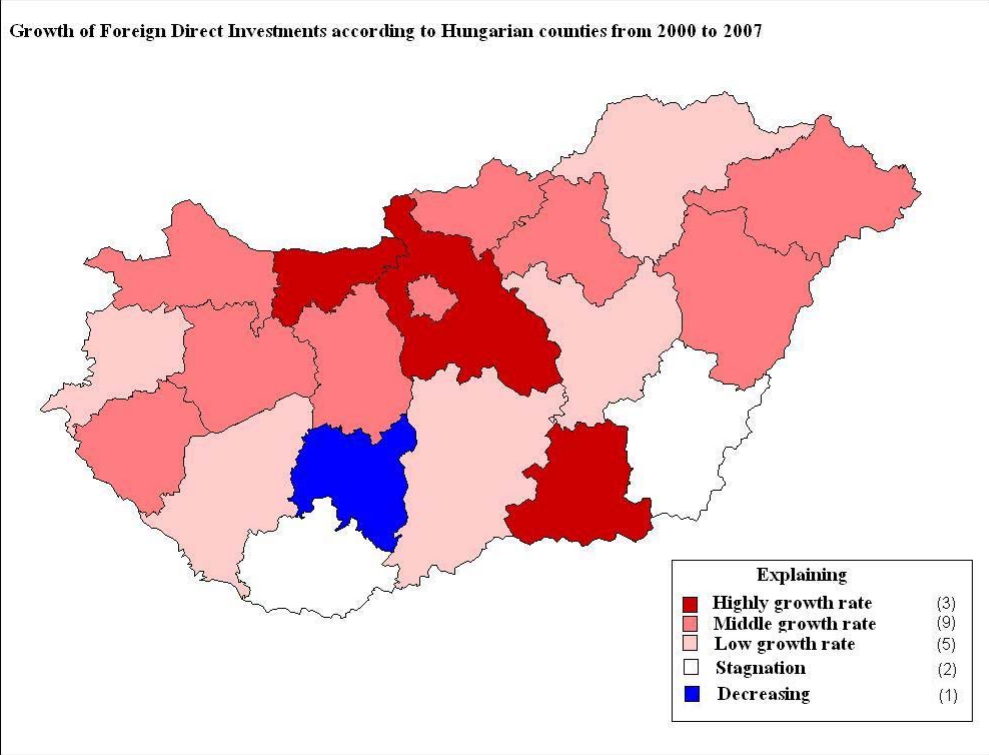 Growth of Foreign Direct Investments according to Hungarian counties from 2000 to 2007
Explaining
Highly growth rate (3)
Middle growth rate (9)
Low growth rate (5)
Stagnation (2)
Decreasing (1)